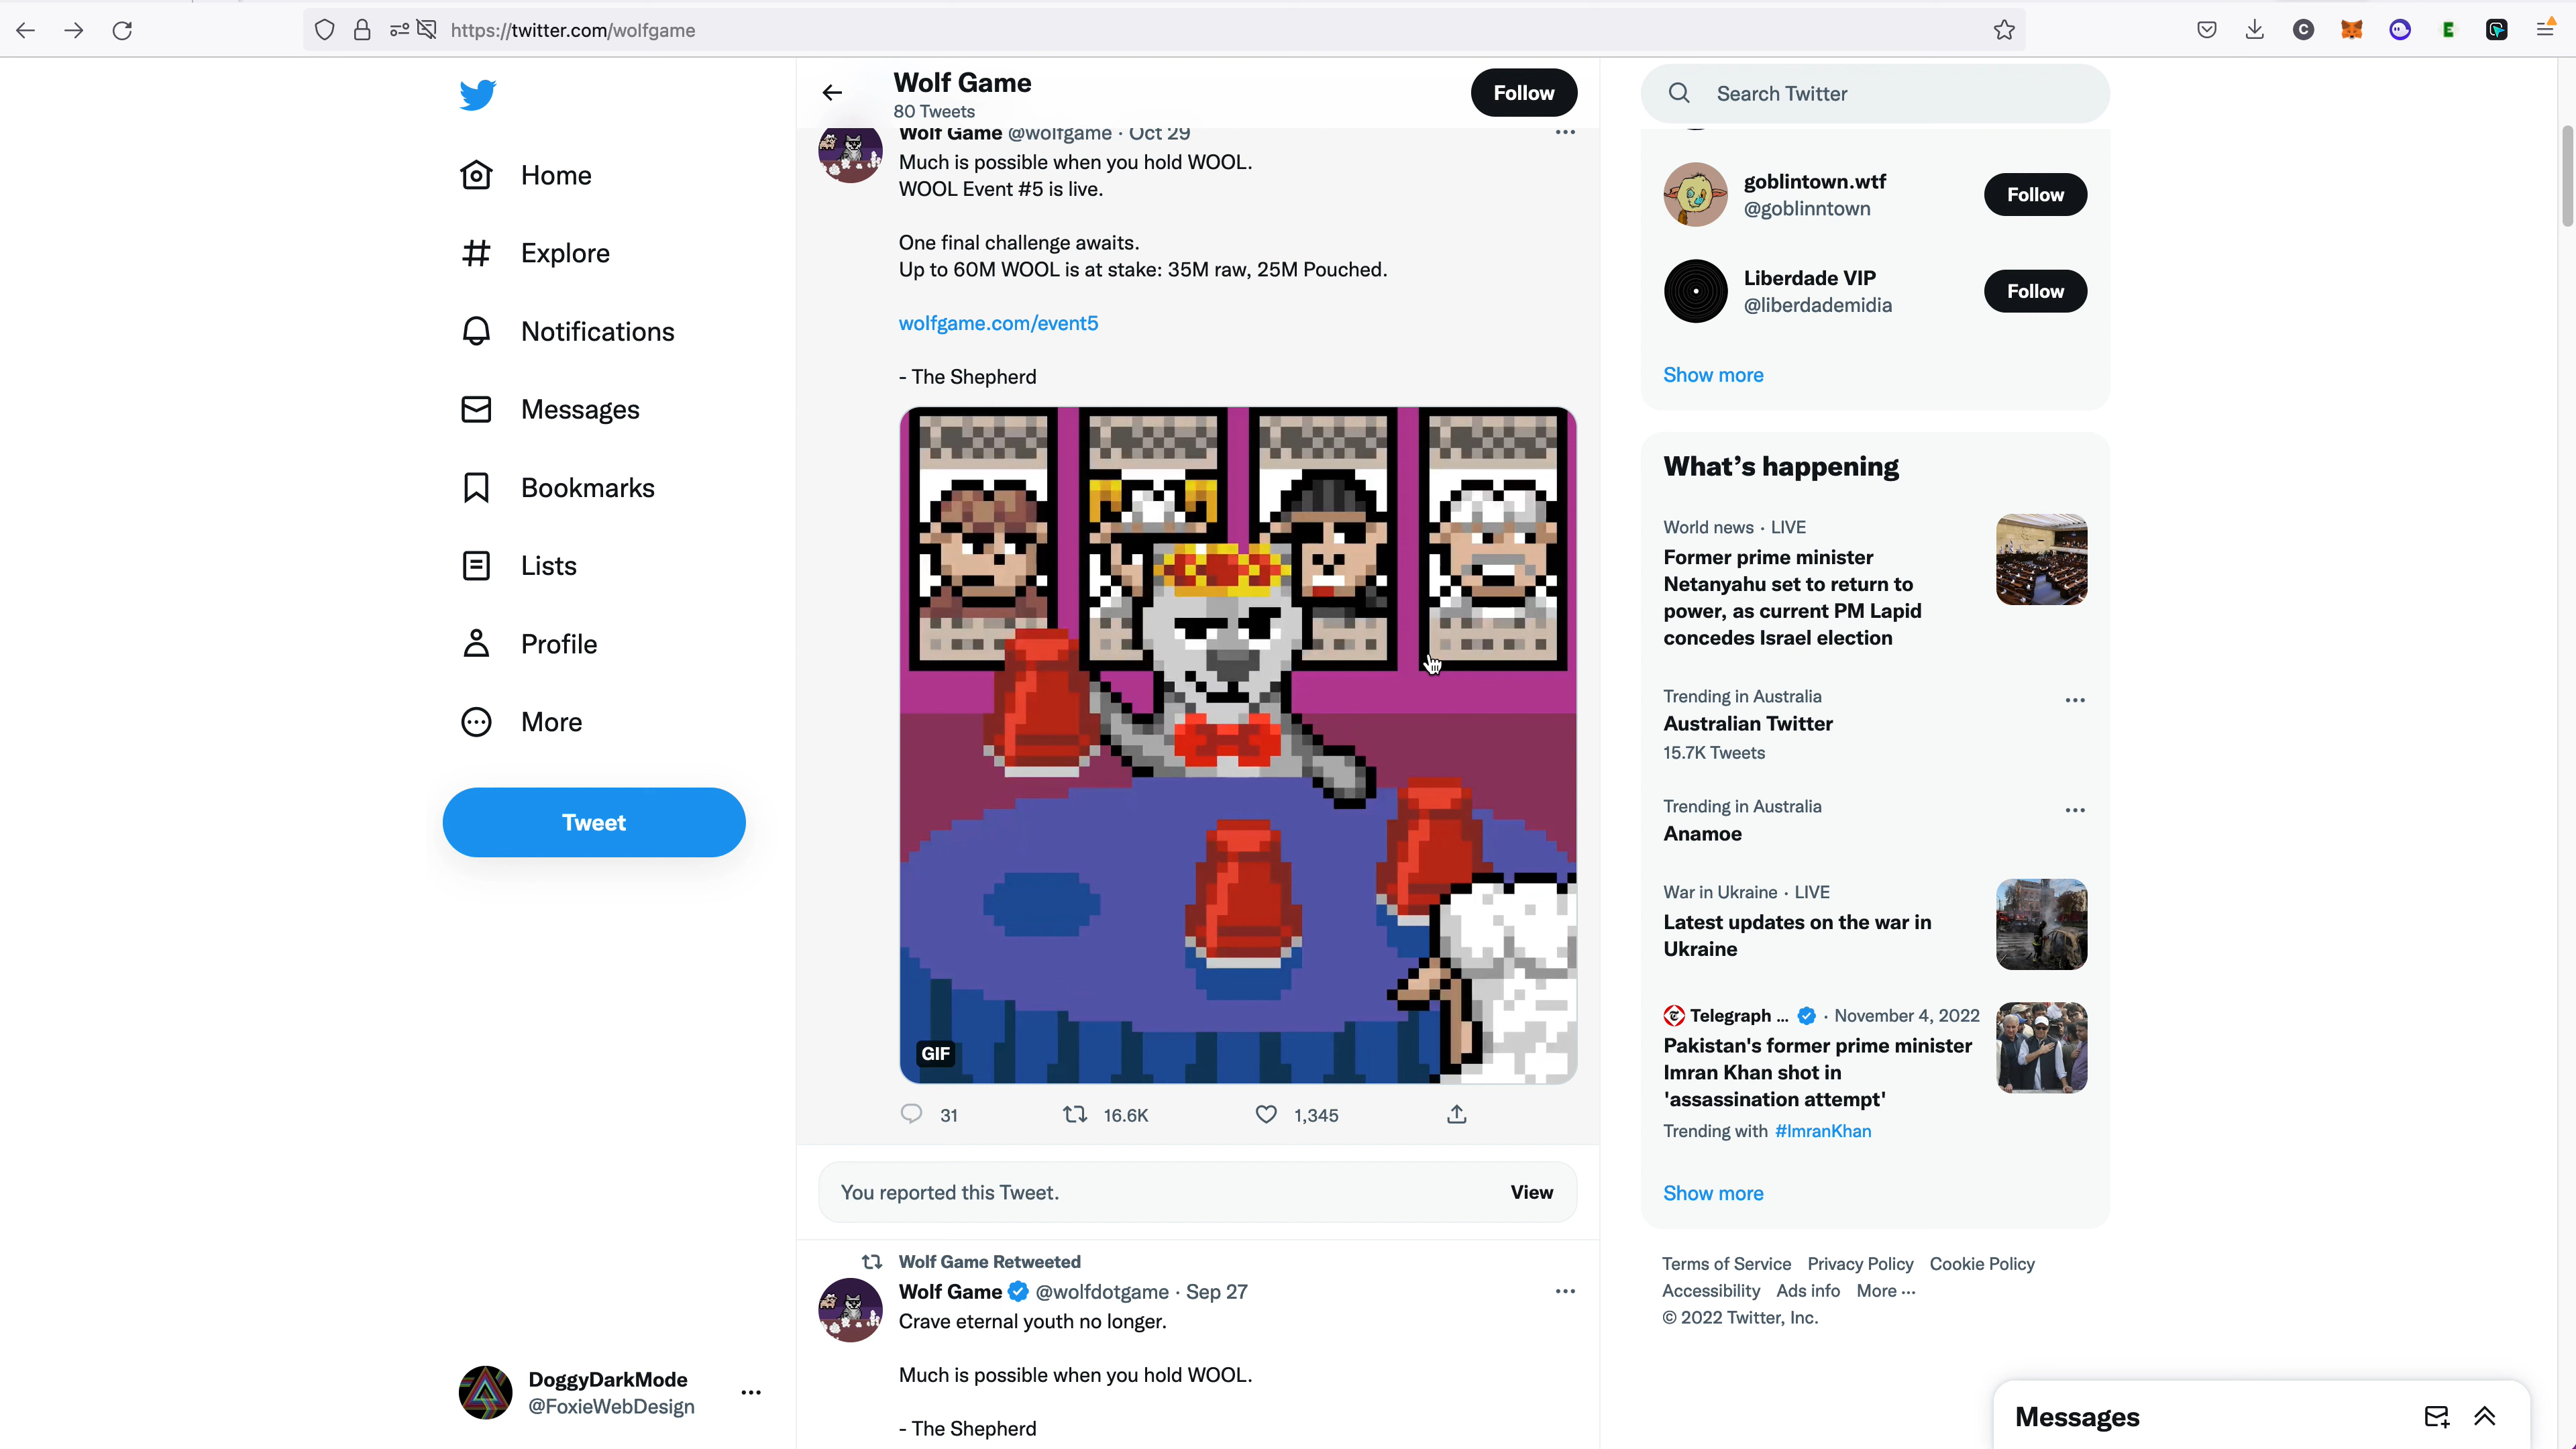 https://twitter.com/wolfgame
C
E
Home
Explore
Notifications
Messages
Bookmarks
Lists
Profile
More
Tweet
DoggyDarkMode
@FoxieWebDesign
Wolf Game
80 Tweets
Follow
Wolf Game @wolfgame · Oct 29
Much is possible when you hold WOOL.
WOOL Event #5 is live.
One final challenge awaits.
Up to 60M WOOL is at stake: 35M raw, 25M Pouched.
wolfgame.com/event5
- The Shepherd
GIF
31 16.6K 1,345
You reported this Tweet. View
Wolf Game Retweeted
Wolf Game @wolfdotgame · Sep 27
Crave eternal youth no longer.
Much is possible when you hold WOOL.
- The Shepherd
Search Twitter
goblintown.wtf
@goblinntown
Follow
Liberdade VIP
@liberdademidia
Follow
Show more
What's happening
World news · LIVE
Former prime minister
Netanyahu set to return to
power, as current PM Lapid
concedes Israel election
Trending in Australia
Australian Twitter
15.7K Tweets
Trending in Australia
Anamoe
War in Ukraine · LIVE
Latest updates on the war in
Ukraine
Telegraph ... · November 4, 2022
Pakistan's former prime minister
Imran Khan shot in
'assassination attempt'
Trending with #ImranKhan
Show more
Terms of Service Privacy Policy Cookie Policy
Accessibility Ads info More ...
© 2022 Twitter, Inc.
Messages